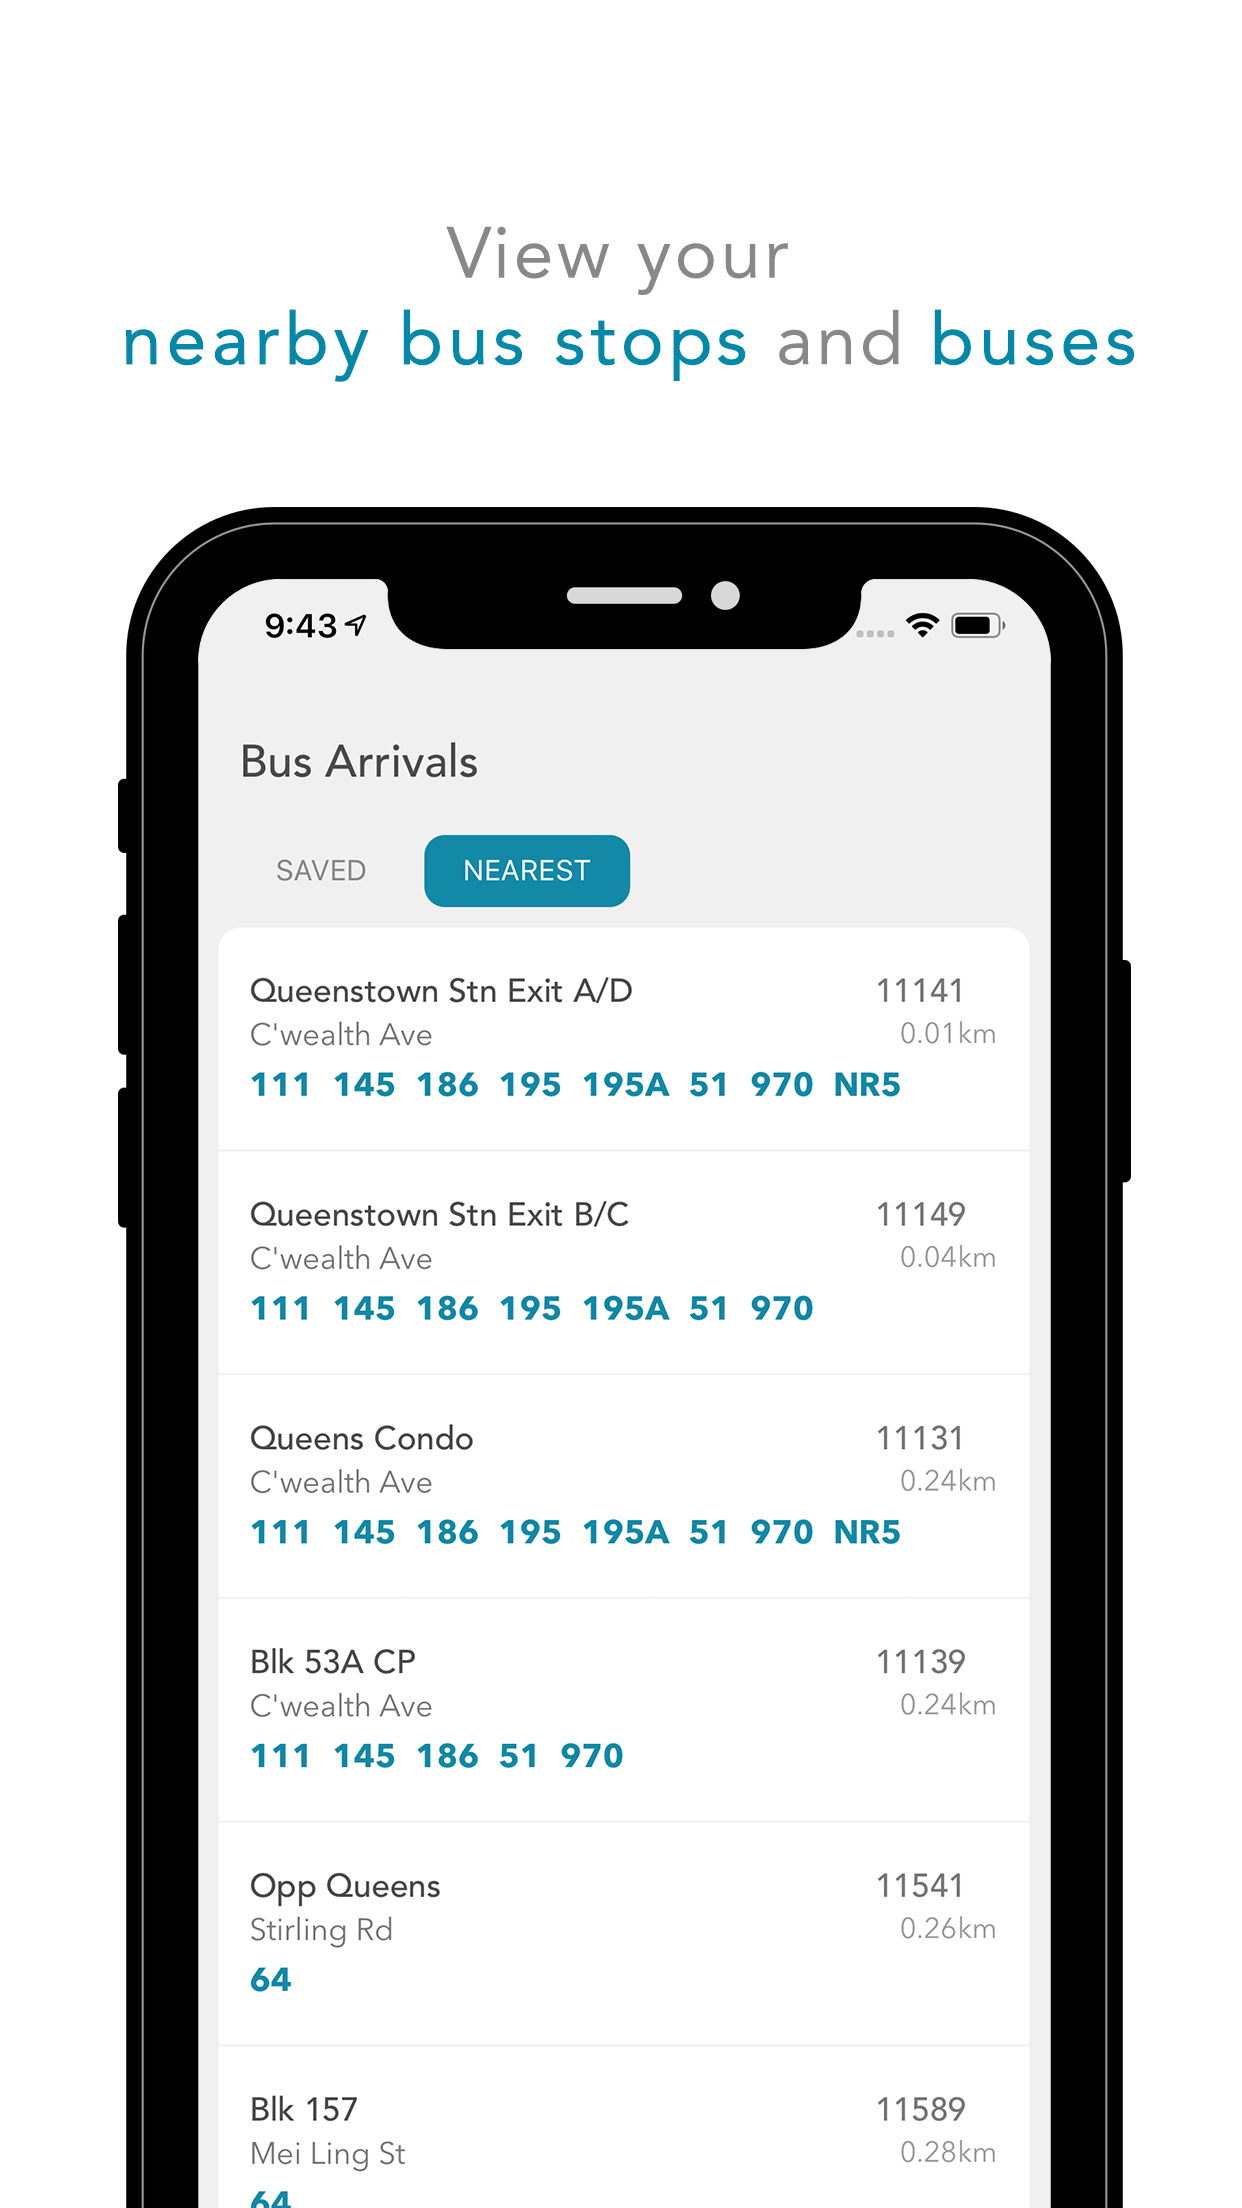 View your
nearby bus stops and buses
9:43
Bus Arrivals
SAVED NEAREST
Queenstown Stn Exit A/D 11141
C'wealth Ave 0.01km
111 145 186 195 195A 51 970 NR5
Queenstown Stn Exit B/C 11149
C'wealth Ave 0.04km
111 145 186 195 195A 51 970
Queens Condo 11131
C'wealth Ave 0.24km
111 145 186 195 195A 51 970 NR5
Blk 53A CP 11139
C'wealth Ave 0.24km
111 145 186 51 970
Opp Queens 11541
Stirling Rd 0.26km
64
Blk 157 11589
Mei Ling St 0.28km
64